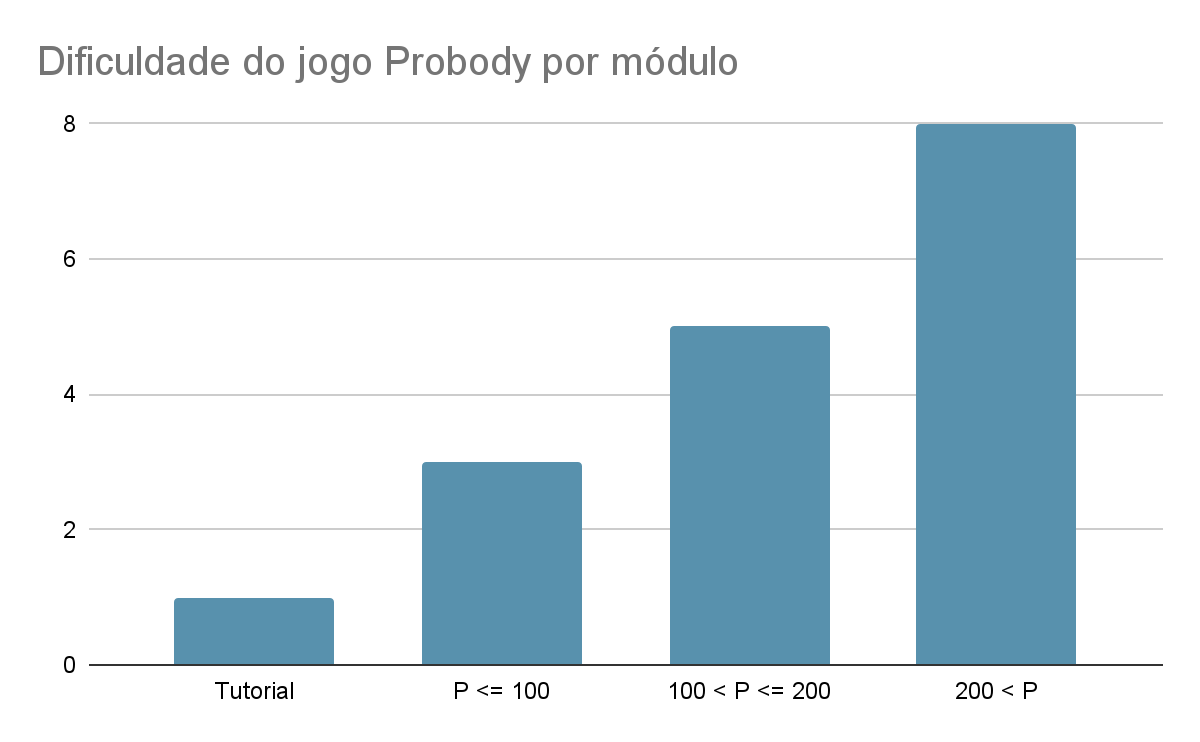 Dificuldade do jogo Probody por módulo
8
6
4
2
0
Tutorial
P <= 100
100 < P <= 200
200 < P